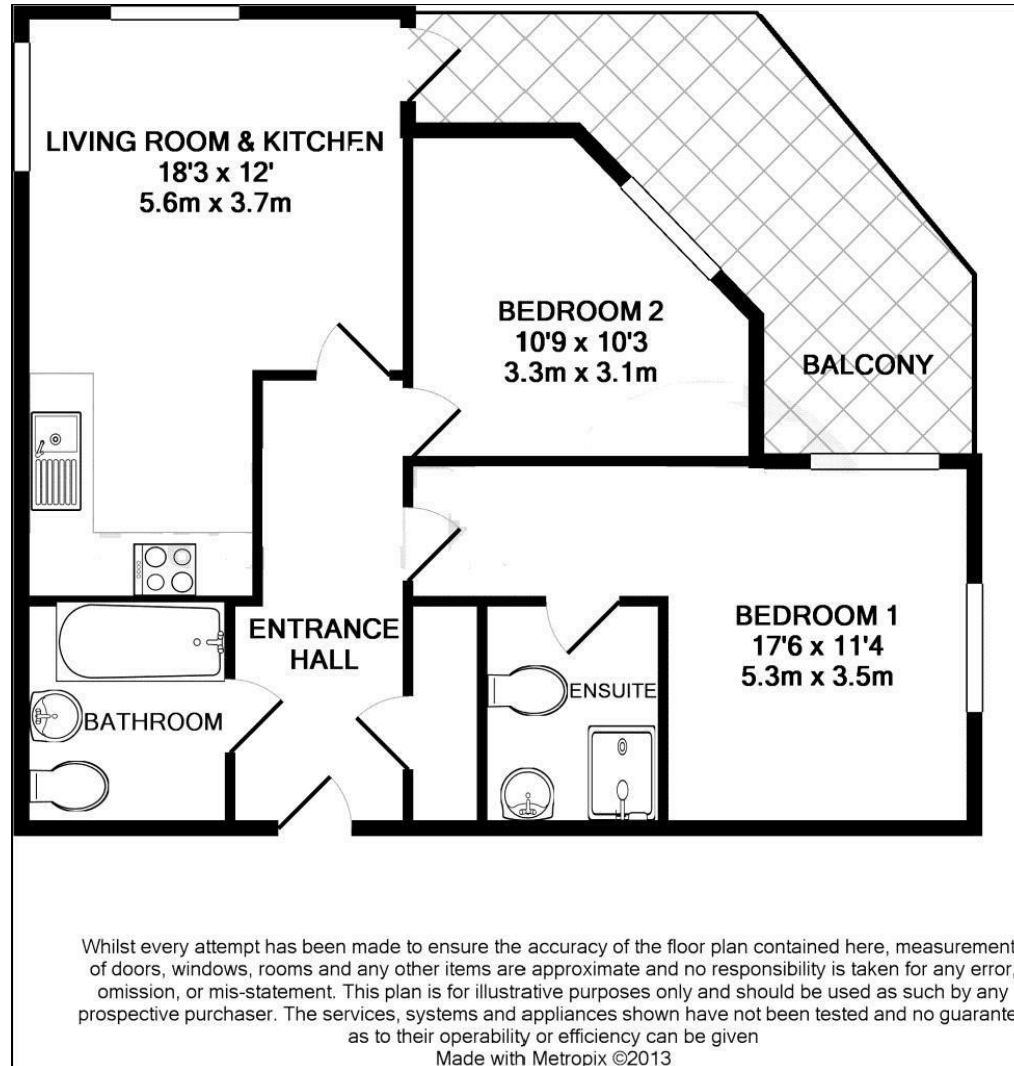 LIVING ROOM & KITCHEN
18'3 x 12'
5.6m x 3.7m
BEDROOM 2
10'9 x 10'3
3.3m x 3.1m
BALCONY
ENTRANCE
HALL
BEDROOM 1
17'6 x 11'4
5.3m x 3.5m
ENSUITE
BATHROOM
Whilst every attempt has been made to ensure the accuracy of the floor plan contained here, measurement
of doors, windows, rooms and any other items are approximate and no responsibility is taken for any error,
omission, or mis-statement. This plan is for illustrative purposes only and should be used as such by any
prospective purchaser. The services, systems and appliances shown have not been tested and no guarante
as to their operability or efficiency can be given
Made with Metropix ©2013